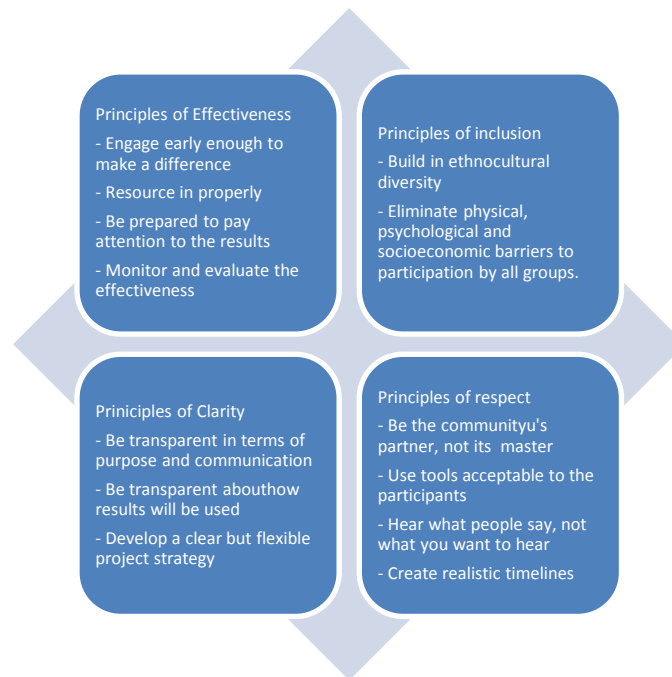 Principles of Effectiveness
- Engage early enough to
make a difference
- Resource in properly
- Be prepared to pay
attention to the results
- Monitor and evaluate the
effectiveness
Principles of inclusion
- Build in ethnocultural
diversity
- Eliminate physical,
psychological and
socioeconomic barriers to
participation by all groups.
Priniciples of Clarity
- Be transparent in terms of
purpose and communication
- Be transparent abouthow
results will be used
- Develop a clear but flexible
project strategy
Principles of respect
- Be the communityu's
partner, not its master
- Use tools acceptable to the
participants
- Hear what people say, not
what you want to hear
- Create realistic timelines